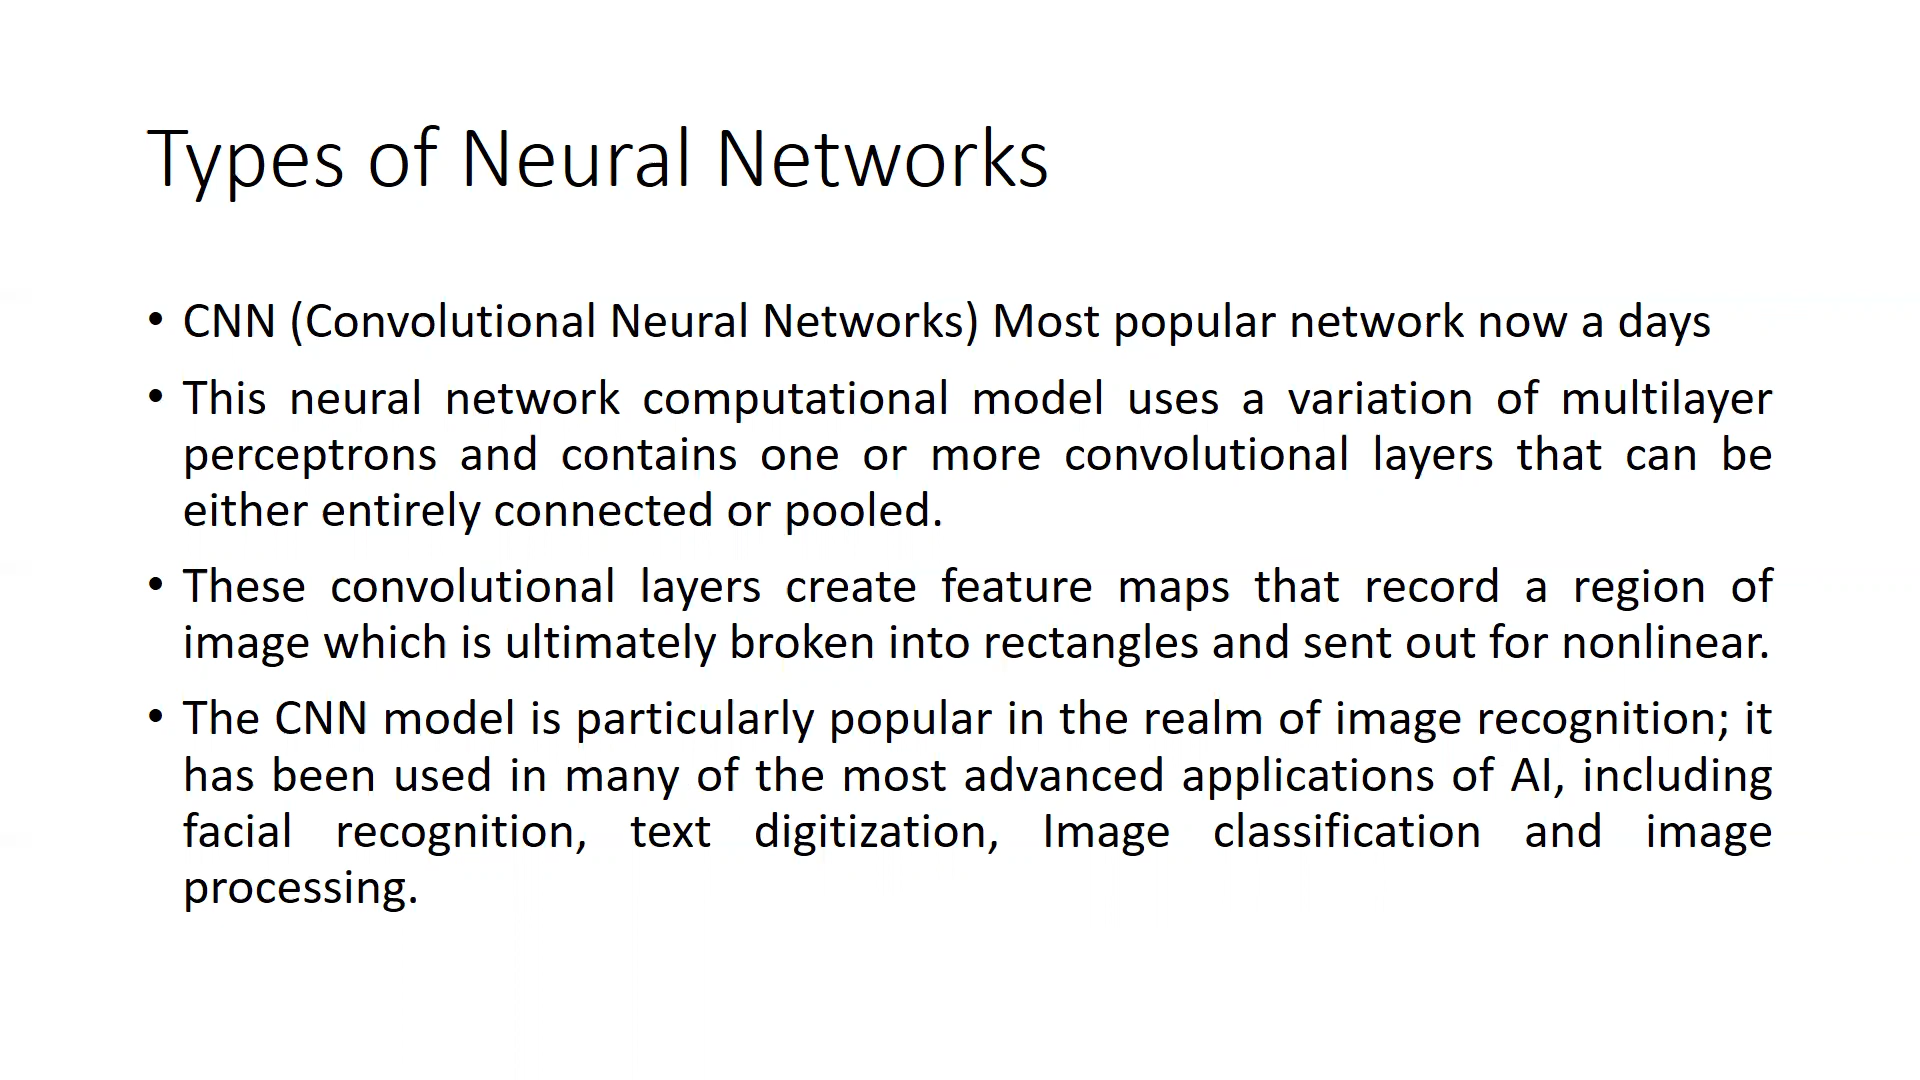 Types of Neural Networks
• CNN (Convolutional Neural Networks) Most popular network now a days
• This neural network computational model uses a variation of multilayer
perceptrons and contains one or more convolutional layers that can be
either entirely connected or pooled.
• These convolutional layers create feature maps that record a region of
image which is ultimately broken into rectangles and sent out for nonlinear.
• The CNN model is particularly popular in the realm of image recognition; it
has been used in many of the most advanced applications of AI, including
facial recognition, text digitization, Image classification and image
processing.